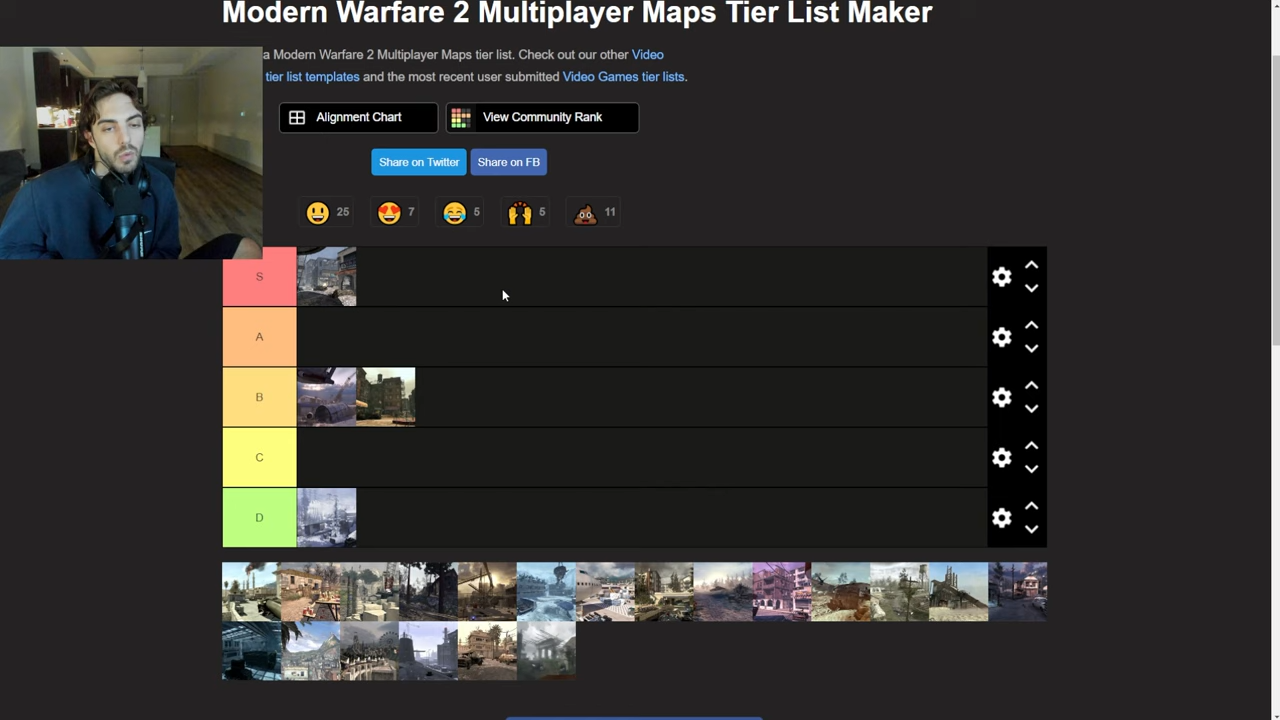 Modern Warfare 2 Multiplayer Maps Tier List Maker
a Modern Warfare 2 Multiplayer Maps tier list. Check out our other Video
tier list templates and the most recent user submitted Video Games tier lists.
Alignment Chart
View Community Rank
Share on Twitter
Share on FB
25
7
5
5
11
S
A
B
C
D